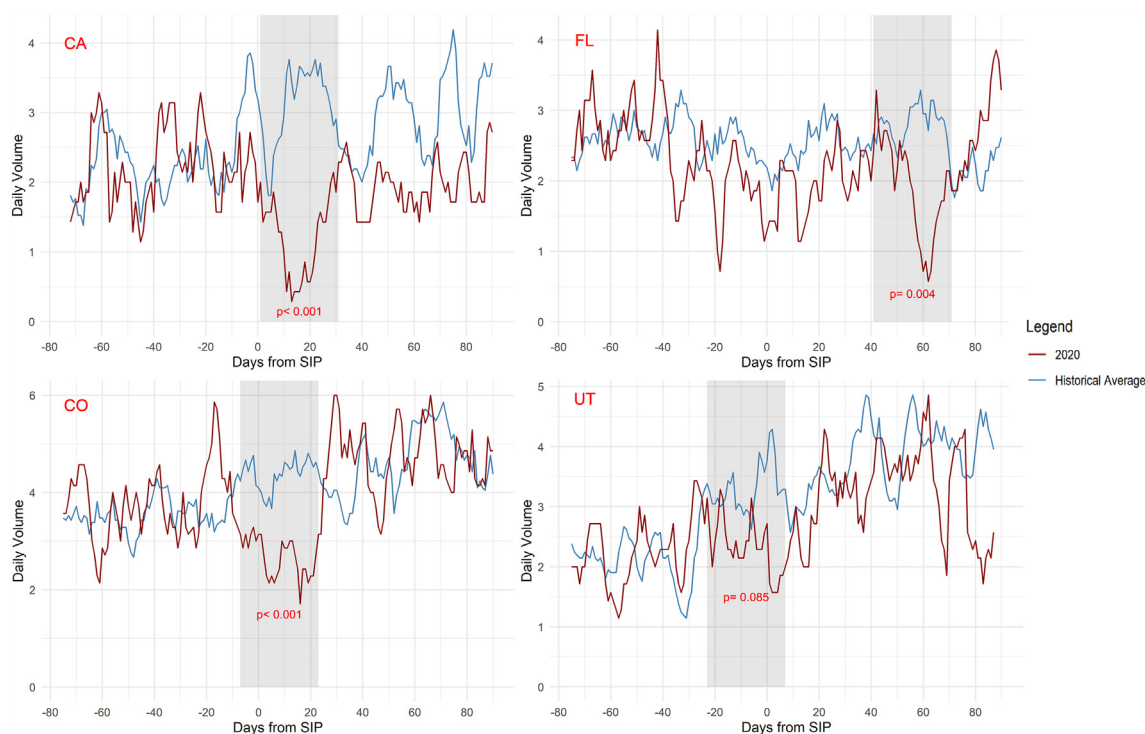 CA
Daily Volume
4
3
2
1
0
p< 0.001
-80 -60 -40 -20 0 20 40 60 80
Days from SIP
FL
Daily Volume
4
3
2
1
0
p= 0.004
-80 -60 -40 -20 0 20 40 60 80
Days from SIP
CO
Daily Volume
6
4
2
0
p< 0.001
-80 -60 -40 -20 0 20 40 60 80
Days from SIP
UT
Daily Volume
5
4
3
2
1
0
p= 0.085
-80 -60 -40 -20 0 20 40 60 80
Days from SIP
Legend
2020
Historical Average